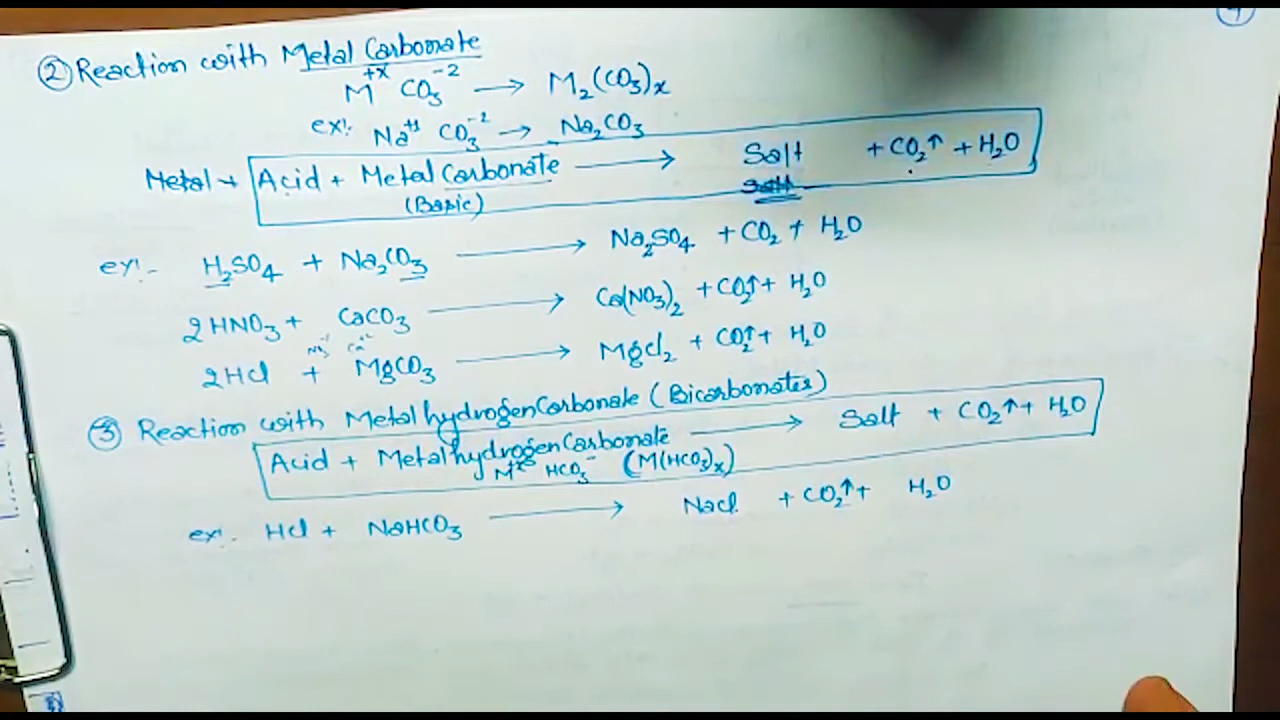 4
② Reaction with Metal Carbonate
M⁺ˣ CO₃⁻² → M₂(CO₃)ₓ
ex:- Na⁺¹ CO₃⁻² → Na₂CO₃
Metal + Acid + Metal Carbonate → Salt + CO₂↑ + H₂O
(Basic) Salt
ex:- H₂SO₄ + Na₂CO₃ → Na₂SO₄ + CO₂ + H₂O
2HNO₃ + CaCO₃ → Ca(NO₃)₂ + CO₂↑ + H₂O
2HCl + MgCO₃ → MgCl₂ + CO₂↑ + H₂O
③ Reaction with Metal hydrogen Carbonate (Bicarbonates)
Acid + Metal hydrogen Carbonate → Salt + CO₂↑ + H₂O
M⁺ˣ HCO₃⁻ (M(HCO₃)ₓ)
ex:- HCl + NaHCO₃ → NaCl + CO₂↑ + H₂O